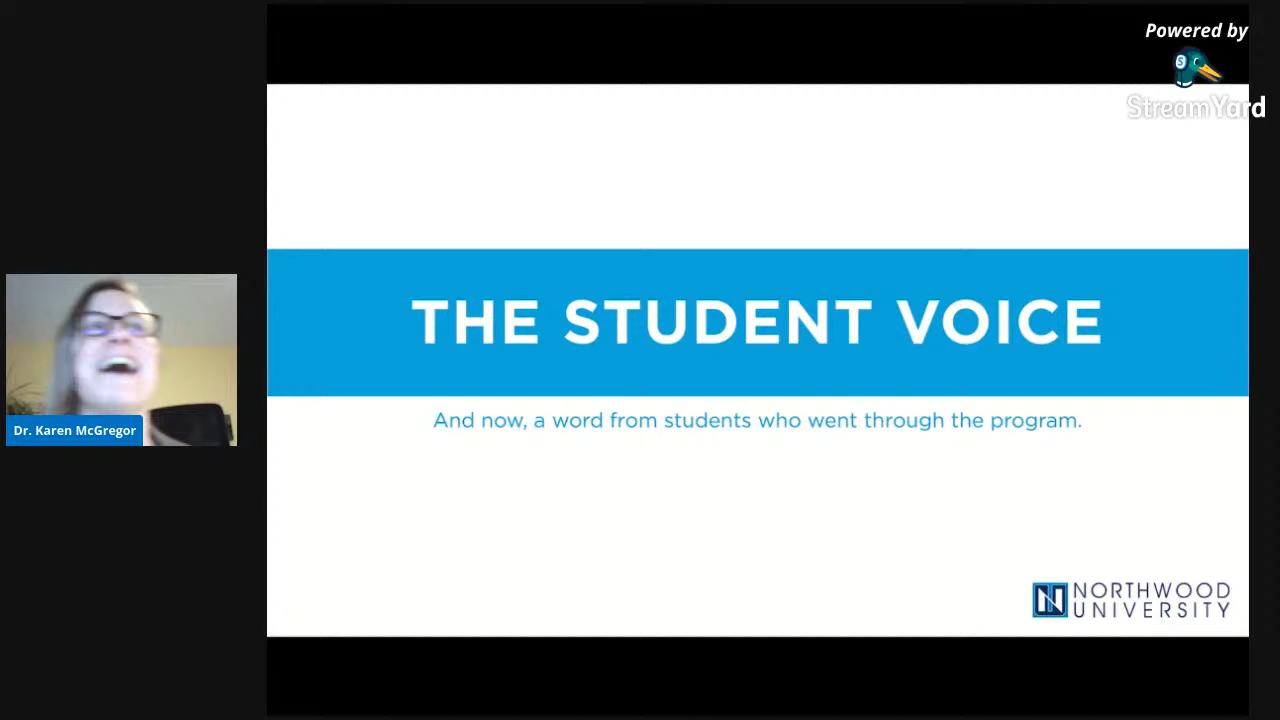 Powered by
StreamYard
THE STUDENT VOICE
And now, a word from students who went through the program.
Dr. Karen McGregor
NORTHWOOD
UNIVERSITY